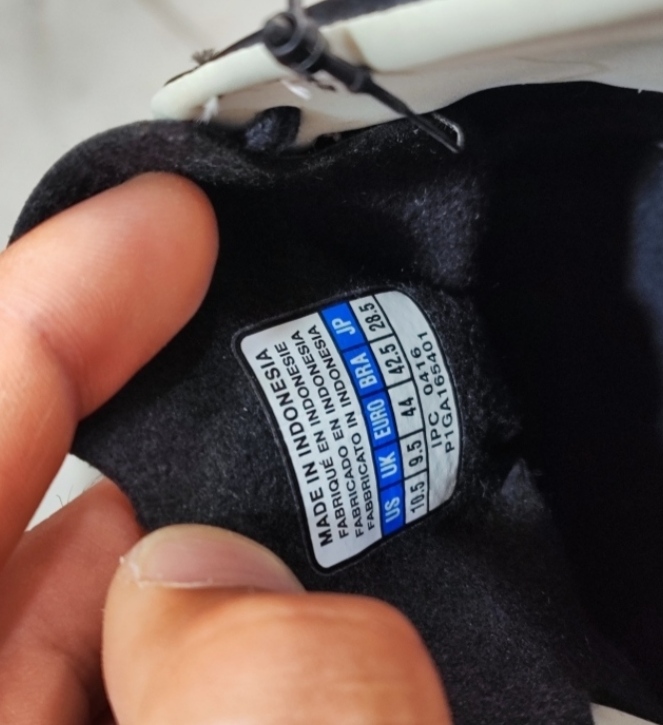 MADE IN INDONESIA
FABRIQUÉ EN INDONESIE
FABRICADO EN INDONESIA
FABBRICATO IN INDONESIA
US UK EURO BRA JP
10.5 9.5 44 42.5 28.5
IPC 0416
P1GA165401